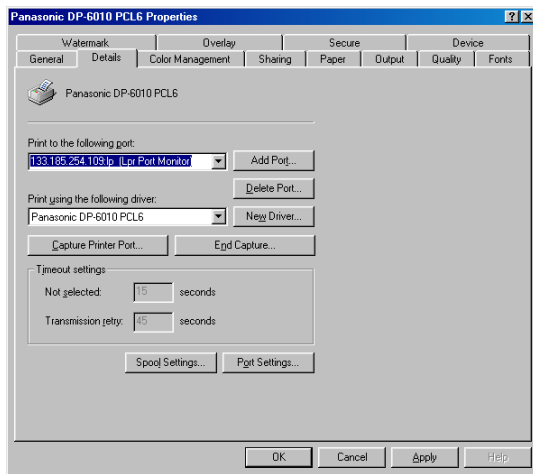 Panasonic DP-6010 PCL6 Properties
Watermark Overlay Secure Device
General Details Color Management Sharing Paper Output Quality Fonts
Panasonic DP-6010 PCL6
Print to the following port:
133.185.254.109:lp (Lpr Port Monitor)
Add Port...
Delete Port...
Print using the following driver:
Panasonic DP-6010 PCL6
New Driver...
Capture Printer Port... End Capture...
Timeout settings
Not selected: 15 seconds
Transmission retry: 45 seconds
Spool Settings... Port Settings...
OK Cancel Apply Help